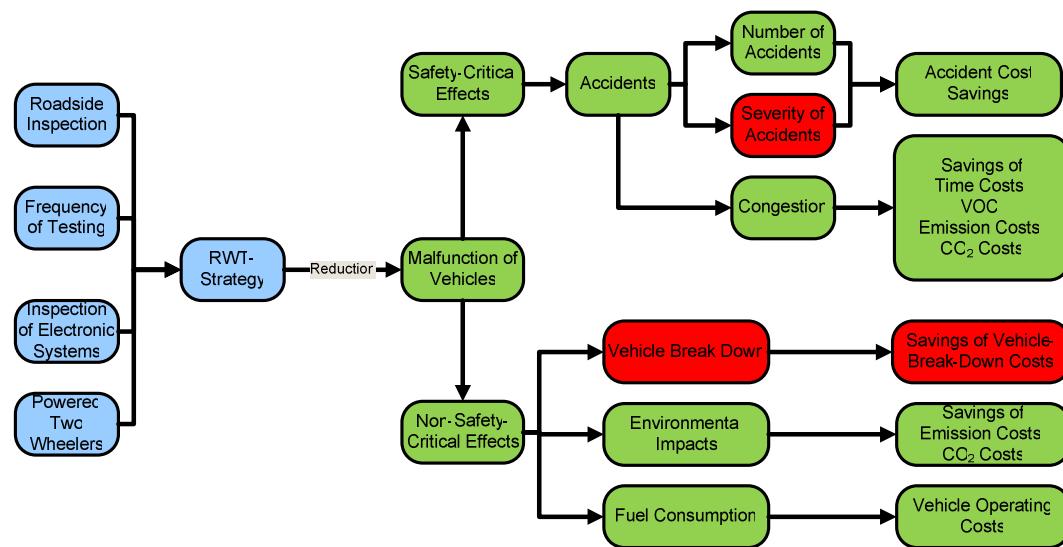 Roadside
Inspection
Frequency
of Testing
Inspection
of Electronic
Systems
Powered
Two
Wheelers
RWT-
Strategy
Reduction
Safety-Critica
Effects
Malfunction of
Vehicles
Non-Safety-
Critical Effects
Accidents
Number of
Accidents
Severity of
Accidents
Congestion
Accident Cost
Savings
Savings of
Time Costs
VOC
Emission Costs
CO₂ Costs
Vehicle Break Down
Savings of Vehicle-
Break-Down Costs
Environmenta
Impacts
Savings of
Emission Costs
CO₂ Costs
Fuel Consumption
Vehicle Operating
Costs